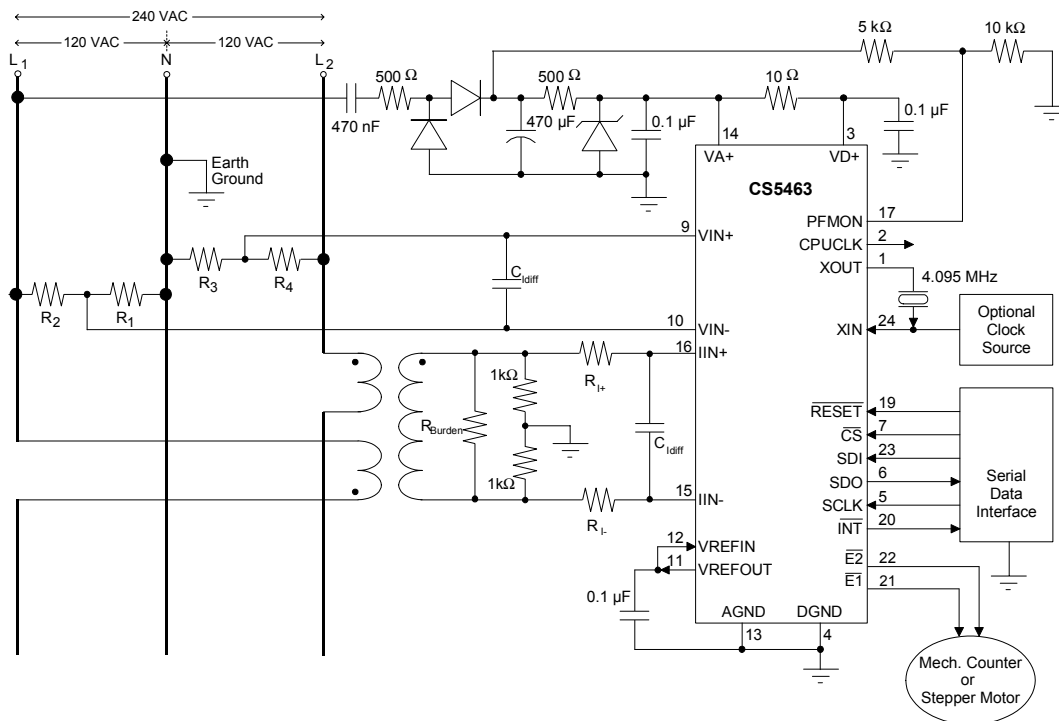 240 VAC
120 VAC
120 VAC
L1
N
L2
5 kΩ
10 kΩ
500 Ω
500 Ω
10 Ω
470 nF
470 µF
0.1 µF
0.1 µF
14
3
VA+
VD+
Earth
Ground
CS5463
PFMON
17
CPUCLK
2
XOUT
1
4.095 MHz
9
VIN+
R3
R4
CIdiff
R2
R1
10
VIN-
XIN
24
Optional
Clock
Source
16
IIN+
RI+
1kΩ
RBurden
CIdiff
1kΩ
15
IIN-
RI-
RESET
19
CS
7
SDI
23
SDO
6
SCLK
5
INT
20
Serial
Data
Interface
12
VREFIN
11
VREFOUT
E2
22
E1
21
0.1 µF
AGND
DGND
13
4
Mech. Counter
or
Stepper Motor